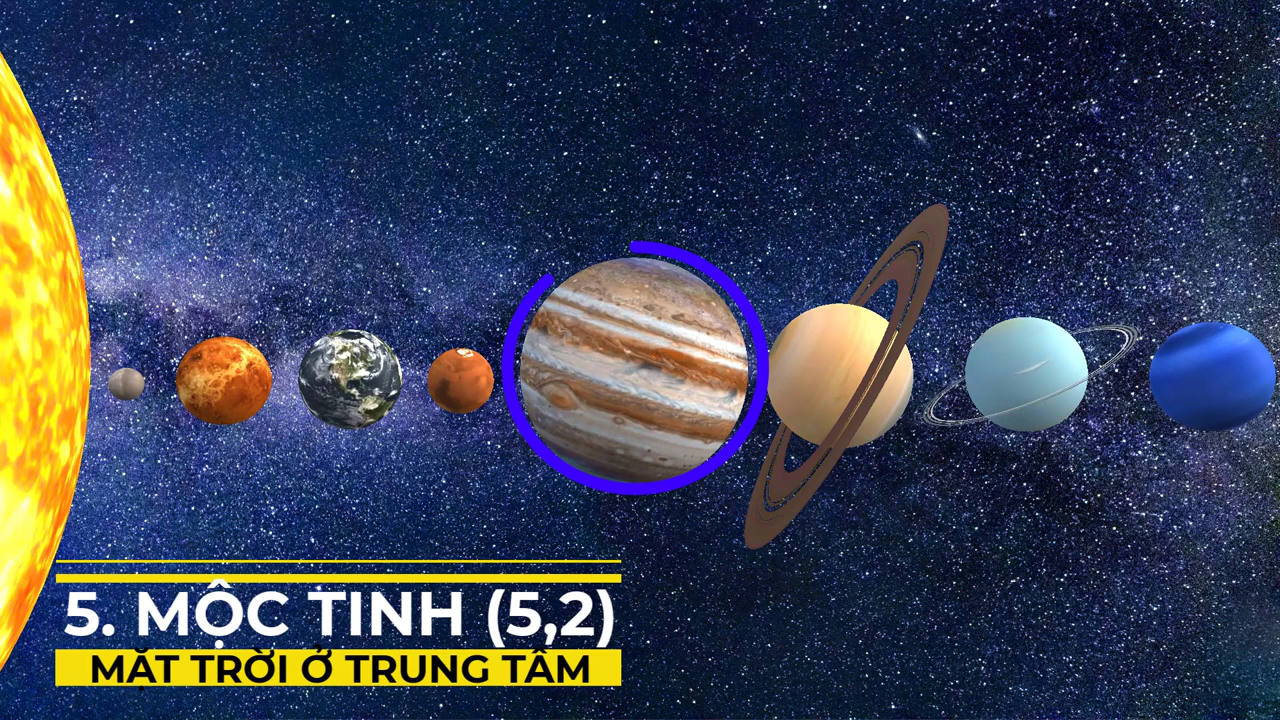 5. MỘC TINH (5,2)
MẶT TRỜI Ở TRUNG TÂM